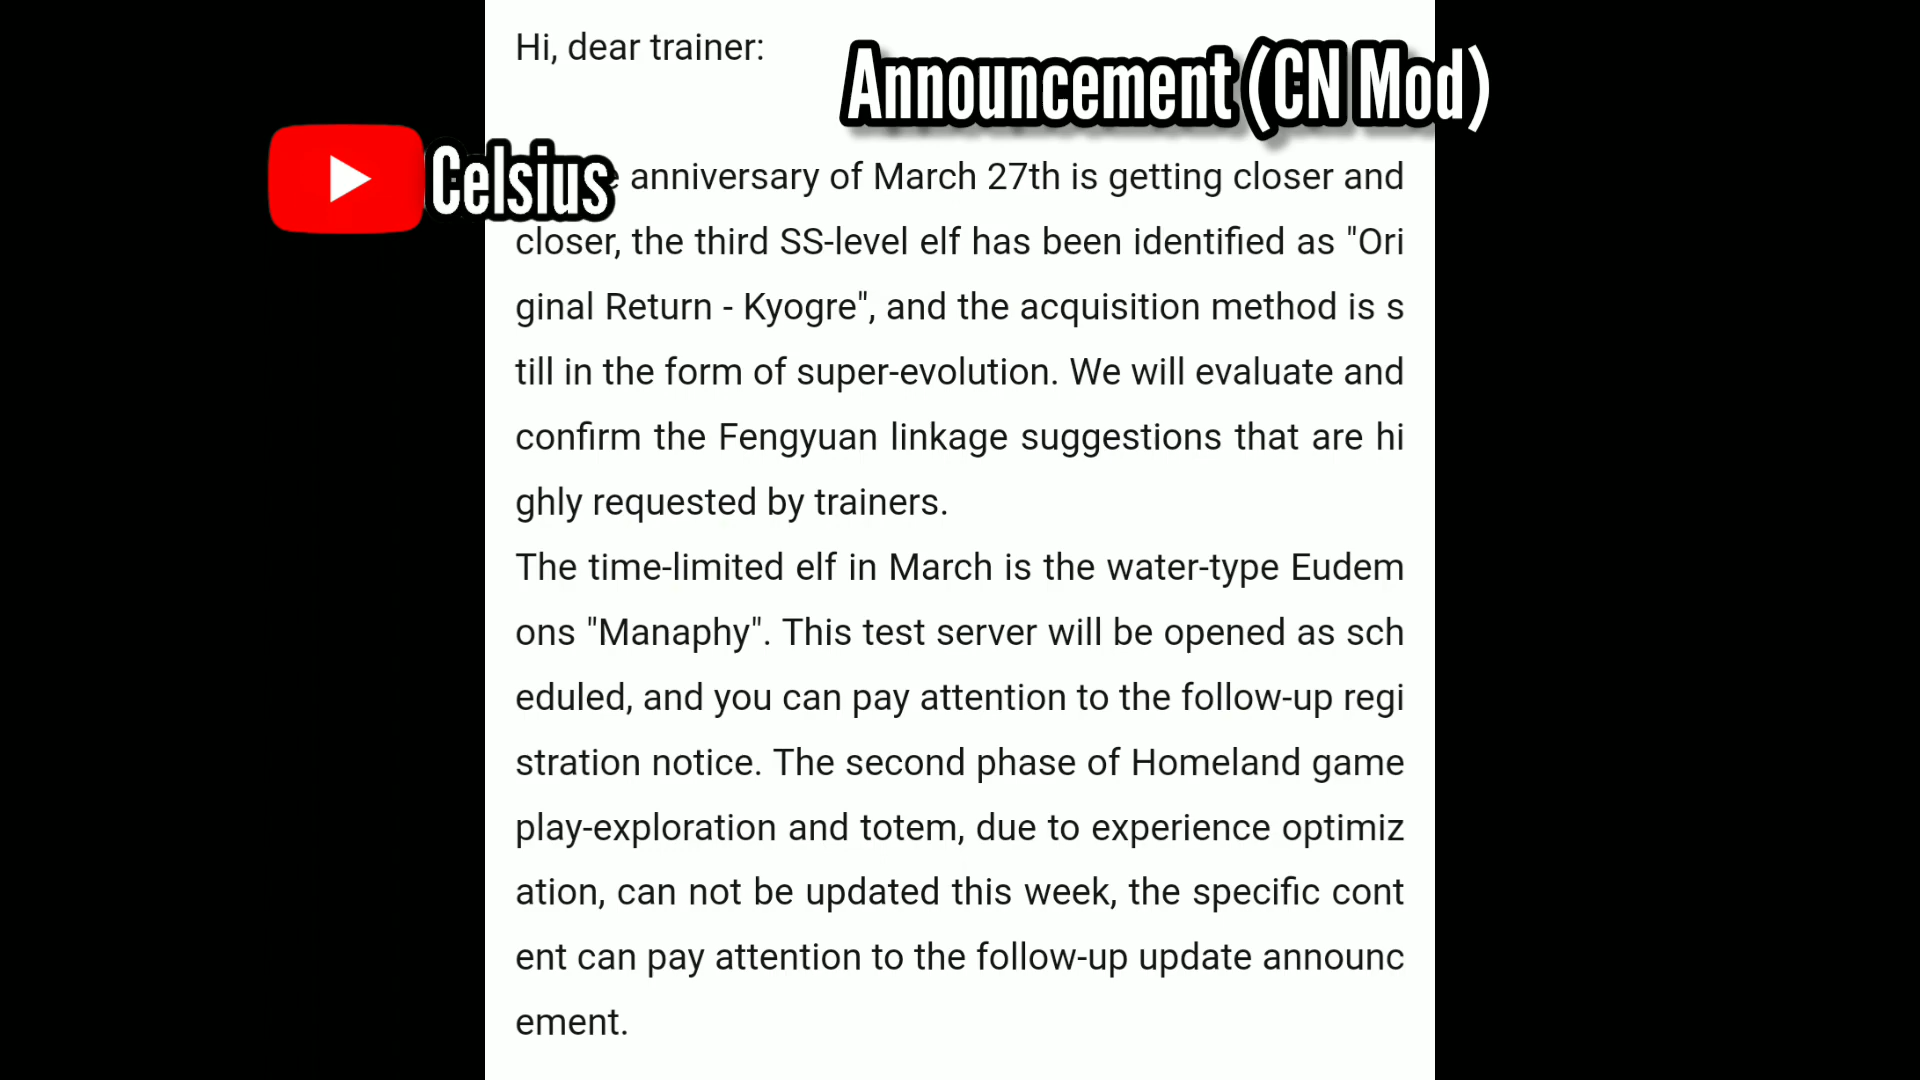 Hi, dear trainer:
Announcement (CN Mod)
Celsius
anniversary of March 27th is getting closer and
closer, the third SS-level elf has been identified as "Ori
ginal Return - Kyogre", and the acquisition method is s
till in the form of super-evolution. We will evaluate and
confirm the Fengyuan linkage suggestions that are hi
ghly requested by trainers.
The time-limited elf in March is the water-type Eudem
ons "Manaphy". This test server will be opened as sch
eduled, and you can pay attention to the follow-up regi
stration notice. The second phase of Homeland game
play-exploration and totem, due to experience optimiz
ation, can not be updated this week, the specific cont
ent can pay attention to the follow-up update announc
ement.